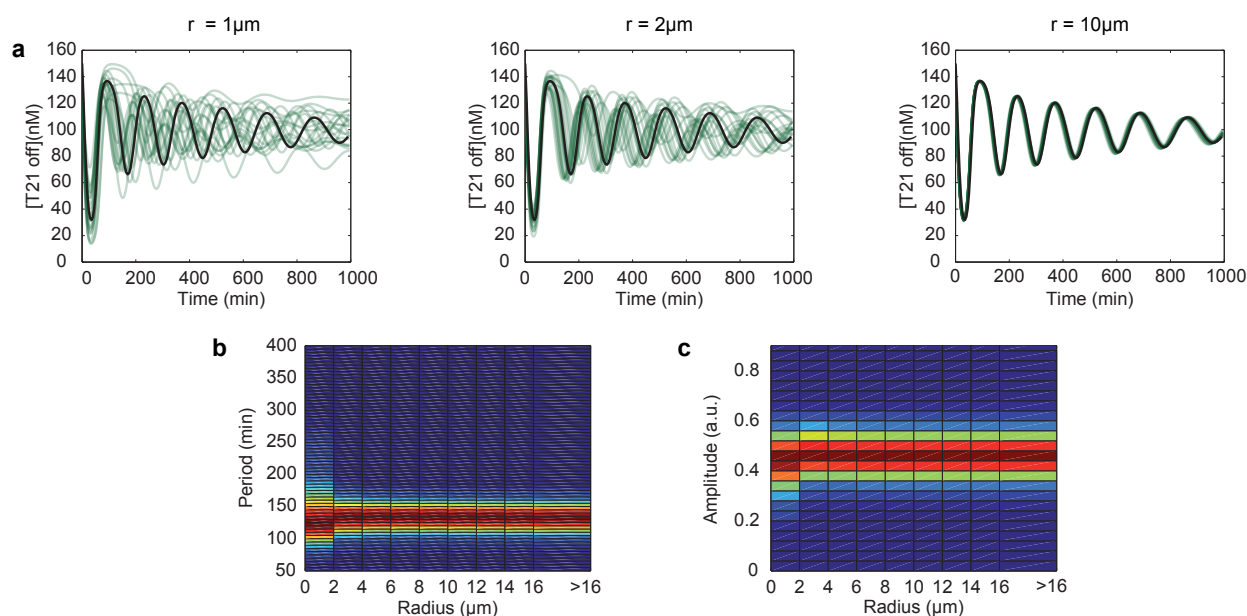 r = 1µm
r = 2µm
r = 10µm
a
160
140
120
100
80
60
40
20
0
[T21 off](nM)
0 200 400 600 800 1000
Time (min)
160
140
120
100
80
60
40
20
0
[T21 off](nM)
0 200 400 600 800 1000
Time (min)
160
140
120
100
80
60
40
20
0
[T21 off](nM)
0 200 400 600 800 1000
Time (min)
b
400
350
300
250
200
150
100
50
Period (min)
0 2 4 6 8 10 12 14 16 >16
Radius (µm)
c
0.8
0.6
0.4
0.2
0
Amplitude (a.u.)
0 2 4 6 8 10 12 14 16 >16
Radius (µm)